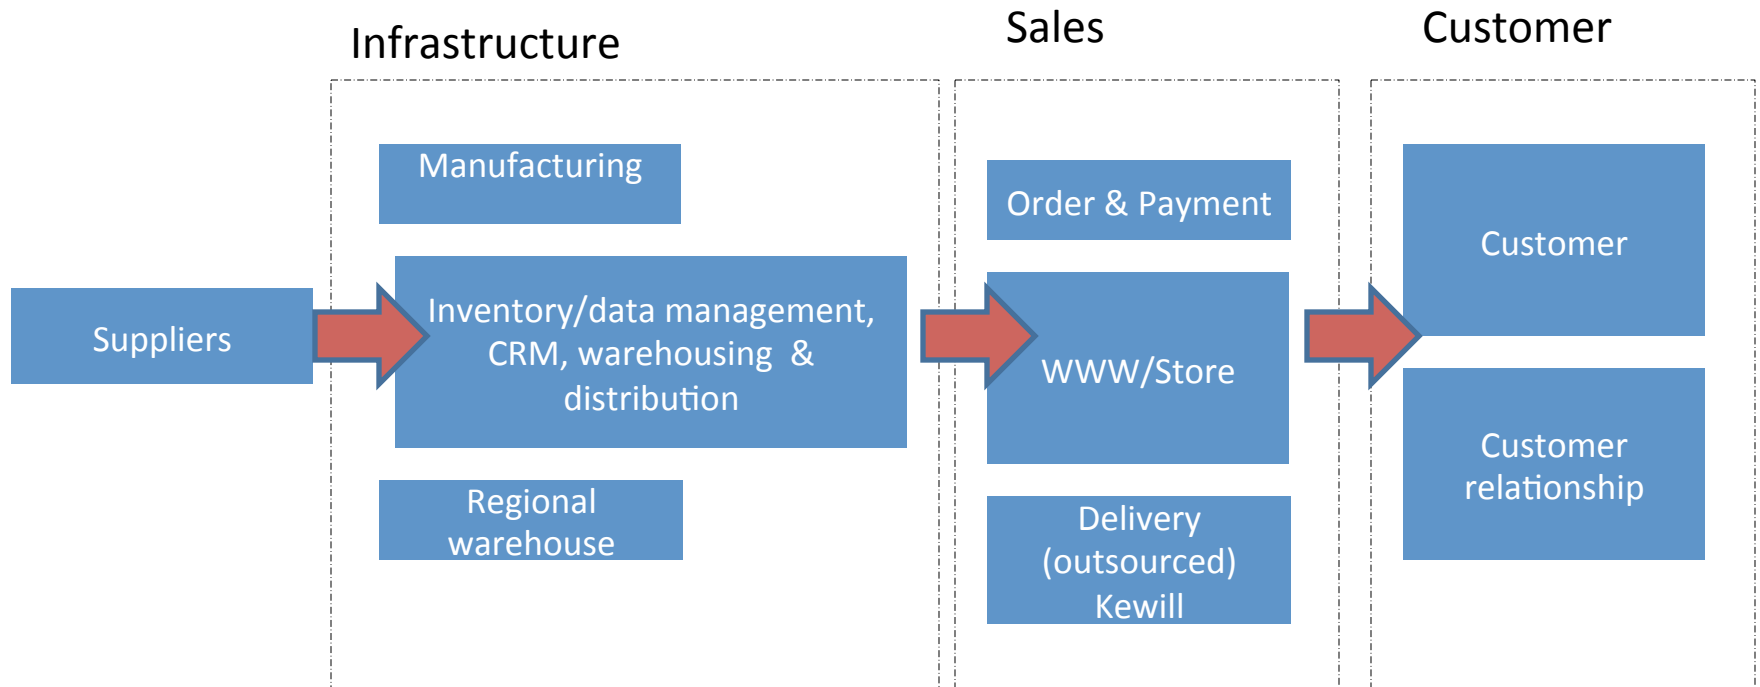 Infrastructure
Sales
Customer
Suppliers
Manufacturing
Inventory/data management,
CRM, warehousing &
distribution
Regional
warehouse
Order & Payment
WWW/Store
Delivery
(outsourced)
Kewill
Customer
Customer
relationship